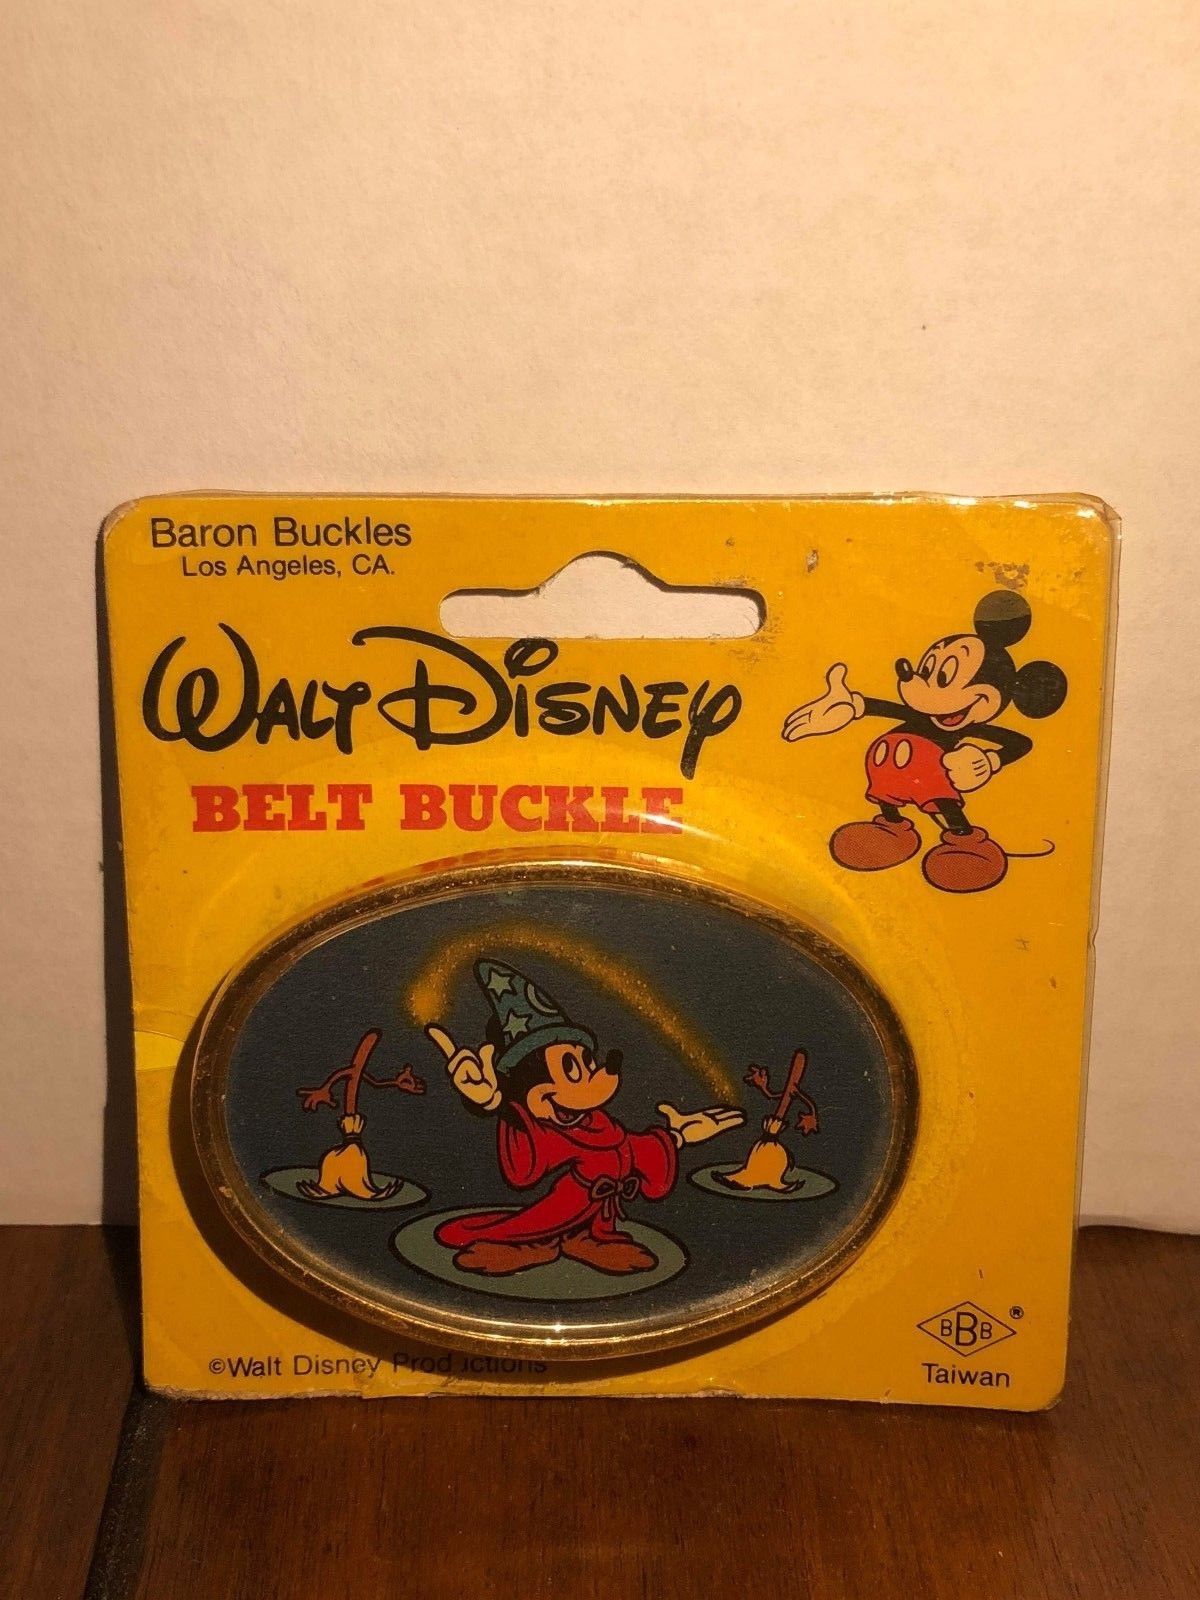 Baron Buckles
Los Angeles, CA.
WALT DISNEY
BELT BUCKLE
©Walt Disney Productions
BBB®
Taiwan